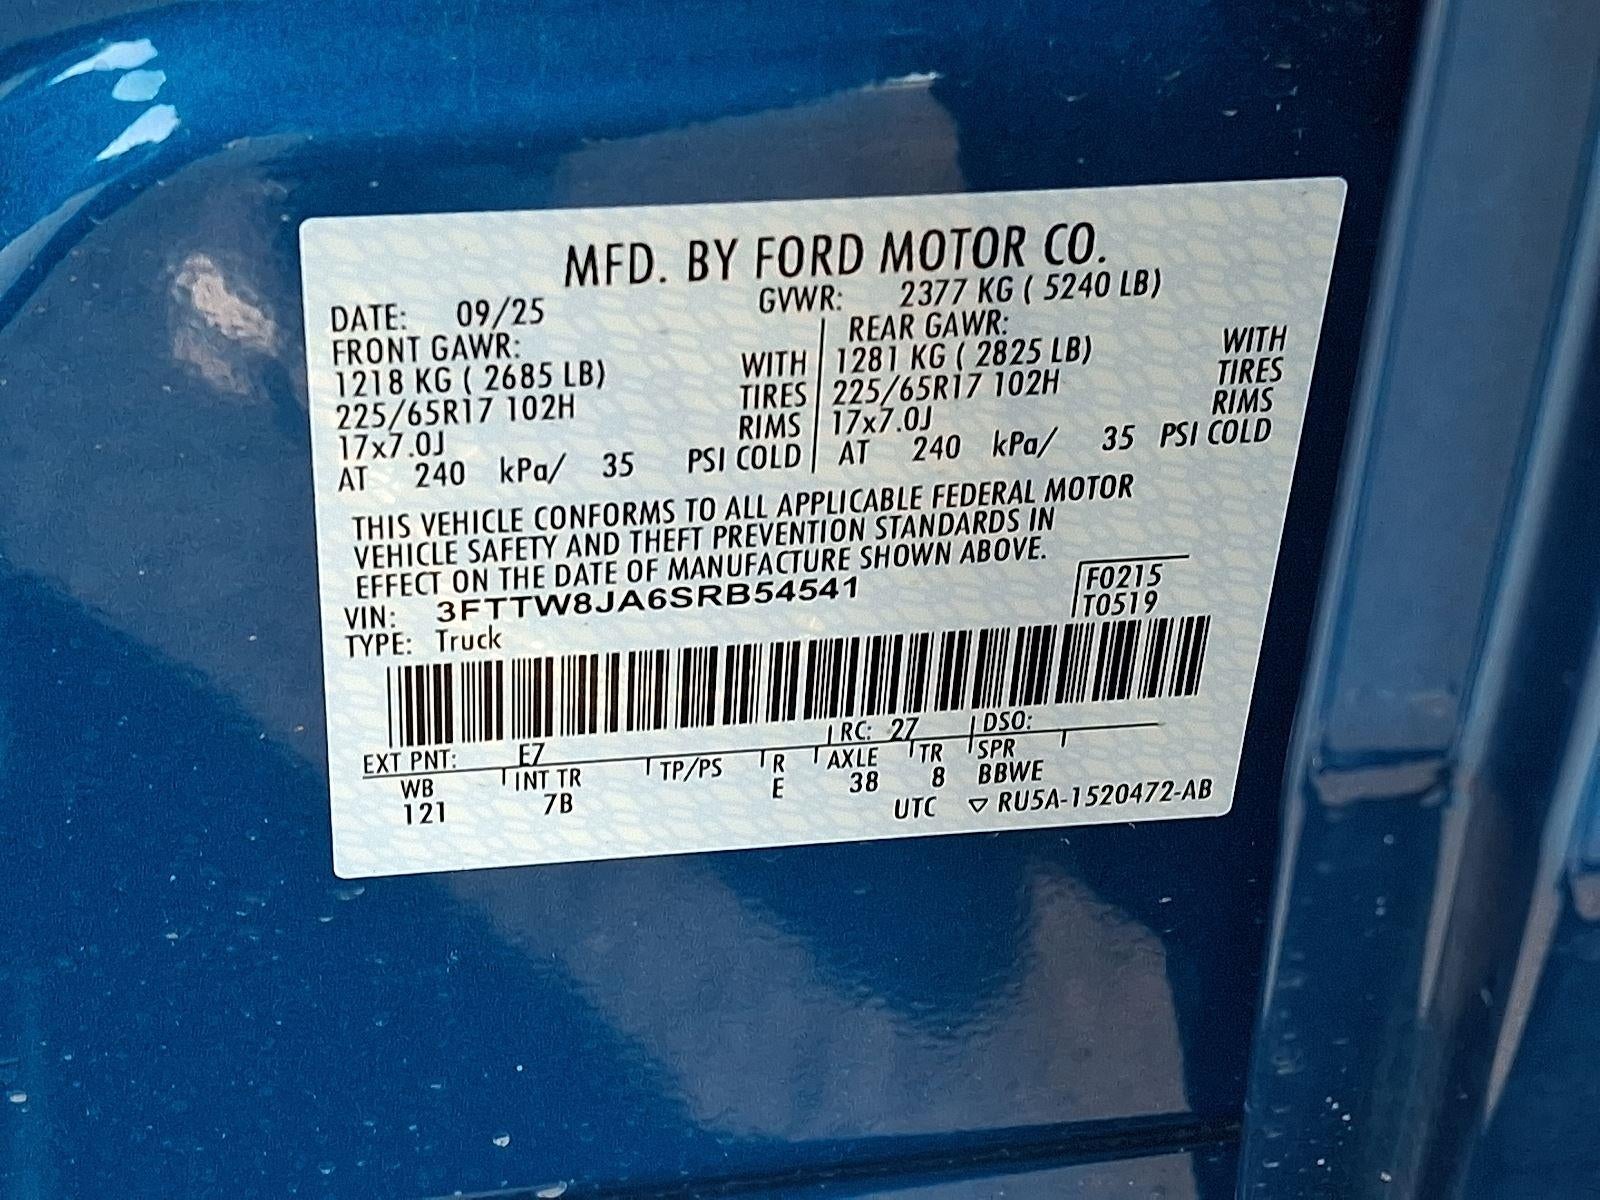 MFD. BY FORD MOTOR CO.
DATE: 09/25 GVWR: 2377 KG ( 5240 LB)
FRONT GAWR: REAR GAWR:
1218 KG ( 2685 LB) WITH 1281 KG ( 2825 LB) WITH
225/65R17 102H TIRES 225/65R17 102H TIRES
17x7.0J RIMS 17x7.0J RIMS
AT 240 kPa/ 35 PSI COLD AT 240 kPa/ 35 PSI COLD
THIS VEHICLE CONFORMS TO ALL APPLICABLE FEDERAL MOTOR
VEHICLE SAFETY AND THEFT PREVENTION STANDARDS IN
EFFECT ON THE DATE OF MANUFACTURE SHOWN ABOVE.
VIN: 3FTTW8JA6SRB54541 F0215
TYPE: Truck T0519
EXT PNT: E7 RC: 27 DSO:
WB INT TR TP/PS R AXLE TR SPR
121 7B E 38 8 BBWE
UTC ▽ RU5A-1520472-AB